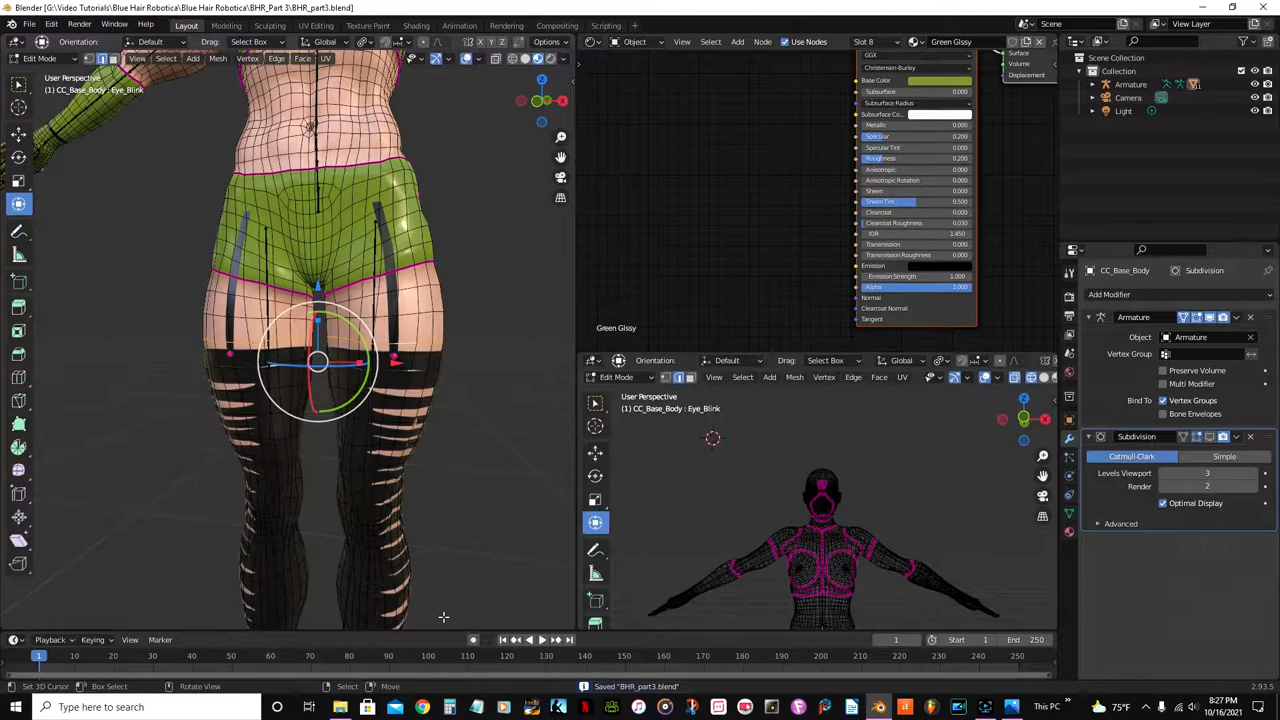 Blender [G:\Video Tutorials\Blue Hair Robotica\BHR_Part 3\BHR_part3.blend]
File Edit Render Window Help Layout Modeling Sculpting UV Editing Texture Paint Shading Animation Rendering Compositing Scripting Scene View Layer
Orientation: Default Drag: Select Box Global Options
Object View Select Add Node Use Nodes Slot 8 Green Glssy
Edit Mode View Select Add Mesh Vertex Edge Face UV
User Perspective
(1) CC_Base_Body : Eye_Blink
GGX
Christensen-Burley
Base Color
Subsurface 0.000
Subsurface Radius
Subsurface Co...
Metallic 0.000
Specular 0.200
Specular Tint 0.000
Roughness 0.200
Anisotropic 0.000
Anisotropic Rotation 0.000
Sheen 0.000
Sheen Tint 0.500
Clearcoat 0.000
Clearcoat Roughness 0.030
IOR 1.450
Transmission 0.000
Transmission Roughness 0.000
Emission
Emission Strength 1.000
Alpha 1.000
Normal
Clearcoat Normal
Tangent
Surface
Volume
Displacement
Green Glssy
Scene Collection
Collection
Armature
Camera
Light
CC_Base_Body Subdivision
Add Modifier
Armature
Object Armature
Vertex Group
Preserve Volume
Multi Modifier
Bind To Vertex Groups
Bone Envelopes
Subdivision
Catmull-Clark Simple
Levels Viewport 3
Render 2
Optimal Display
Advanced
Orientation: Default Drag: Select Box Global
Edit Mode View Select Add Mesh Vertex Edge Face UV
User Perspective
(1) CC_Base_Body : Eye_Blink
Playback Keying View Marker 1 Start 1 End 250
1 10 20 30 40 50 60 70 80 90 100 110 120 130 140 150 160 170 180 190 200 210 220 230 240 250
Set 3D Cursor Box Select Rotate View Select Move Saved "BHR_part3.blend" 2.93.5
Type here to search This PC 75°F 8:27 PM
10/16/2021